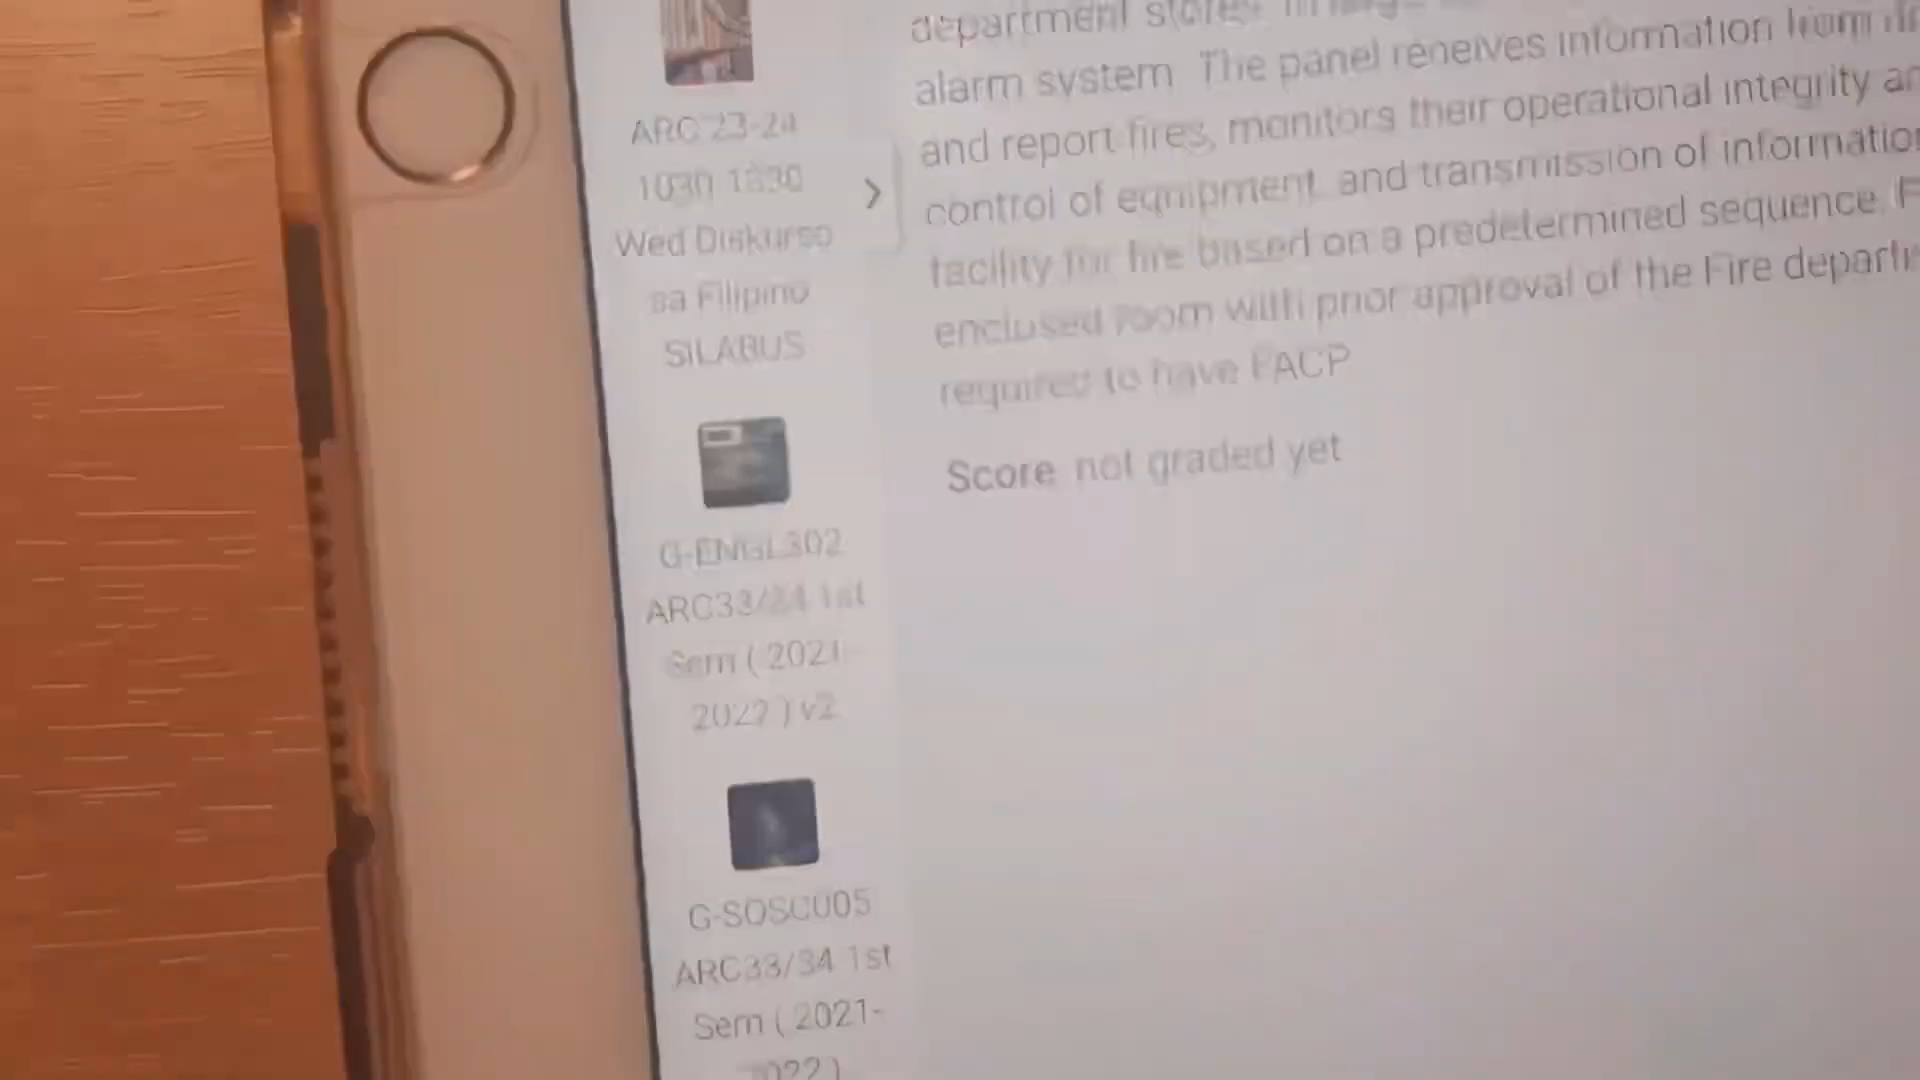 ARC 23-24
1030 1330
Wed Diskurso
sa Filipino
SILABUS
G-ENGL302
ARC33/34 1st
Sem ( 2021-
2022 ) v2
G-SOSC005
ARC33/34 1st
Sem ( 2021-
2022 )
department stores
alarm system The panel receives information from
and report fires, monitors their operational integrity
control of equipment, and transmission of information
facility for fire based on a predetermined sequence.
enclosed room with prior approval of the Fire
required to have FACP
Score not graded yet